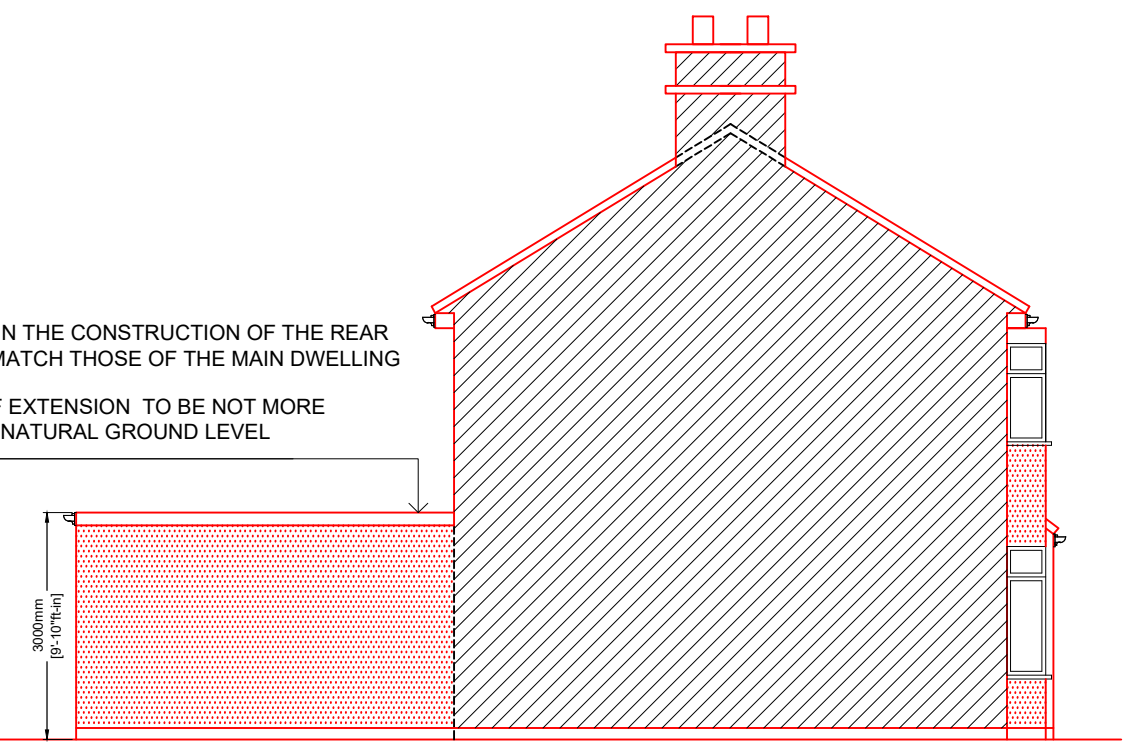 N THE CONSTRUCTION OF THE REAR
MATCH THOSE OF THE MAIN DWELLING
EXTENSION TO BE NOT MORE
NATURAL GROUND LEVEL
3000mm
[9'-10"ft-in]